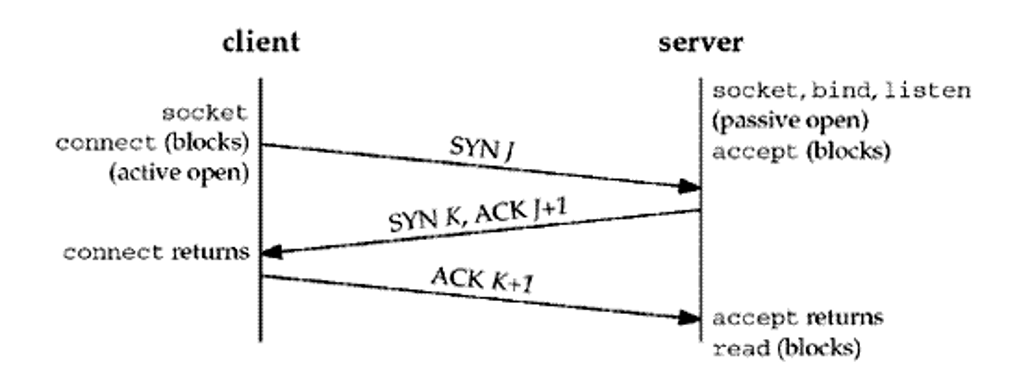 client
server
socket
connect (blocks)
(active open)
socket, bind, listen
(passive open)
accept (blocks)
SYN J
SYN K, ACK J+1
connect returns
ACK K+1
accept returns
read (blocks)